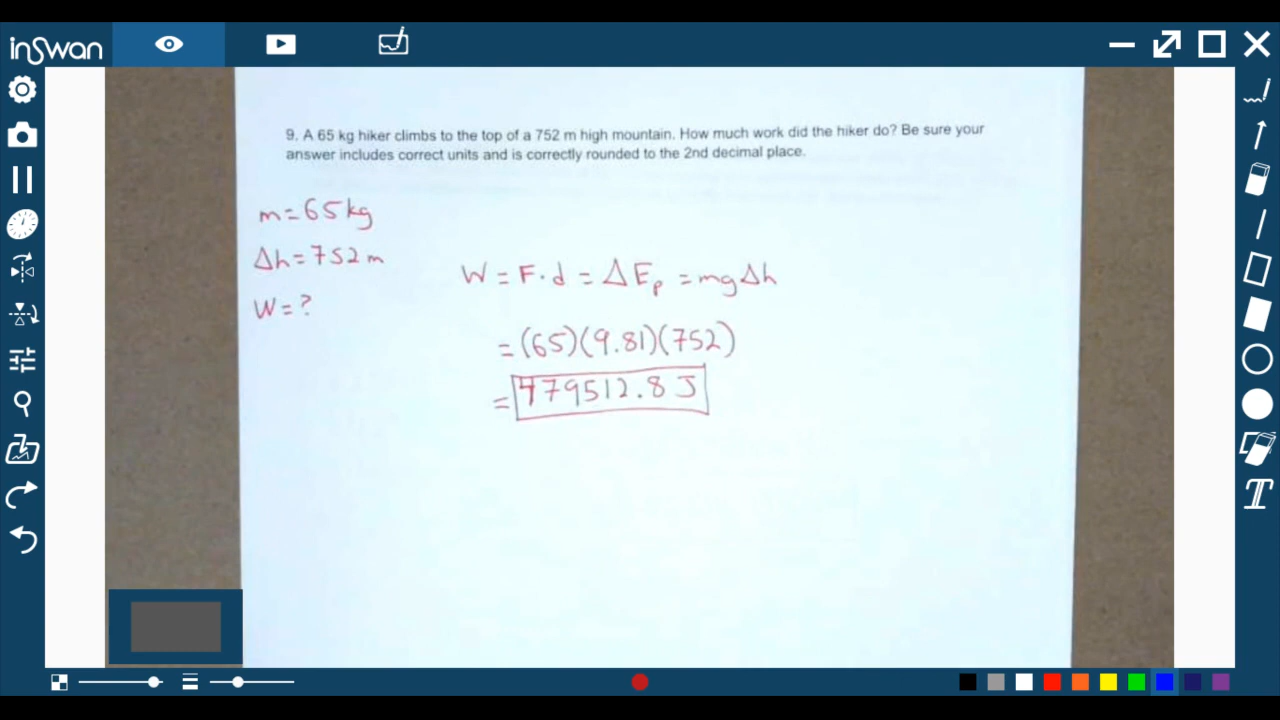 inswan
9. A 65 kg hiker climbs to the top of a 752 m high mountain. How much work did the hiker do? Be sure your
answer includes correct units and is correctly rounded to the 2nd decimal place.
m=65kg
Δh=752m
W=?
W = F·d = ΔEp = mgΔh
= (65)(9.81)(752)
= 479512.8 J
T